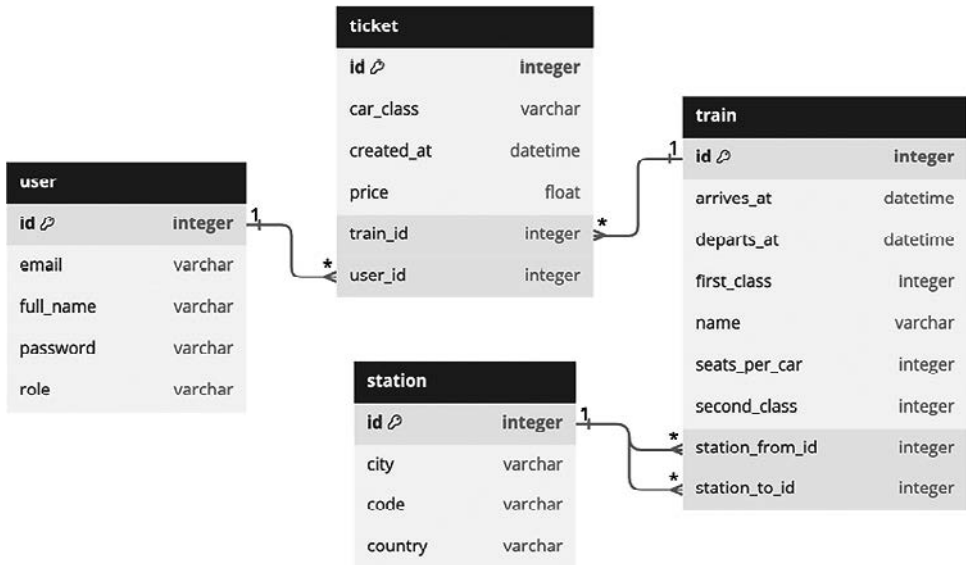 ticket
id integer
car_class varchar
created_at datetime
price float
train_id integer
user_id integer
user
id integer
email varchar
full_name varchar
password varchar
role varchar
train
id integer
arrives_at datetime
departs_at datetime
first_class integer
name varchar
seats_per_car integer
second_class integer
station_from_id integer
station_to_id integer
station
id integer
city varchar
code varchar
country varchar
1
*
1
*
1
*
*